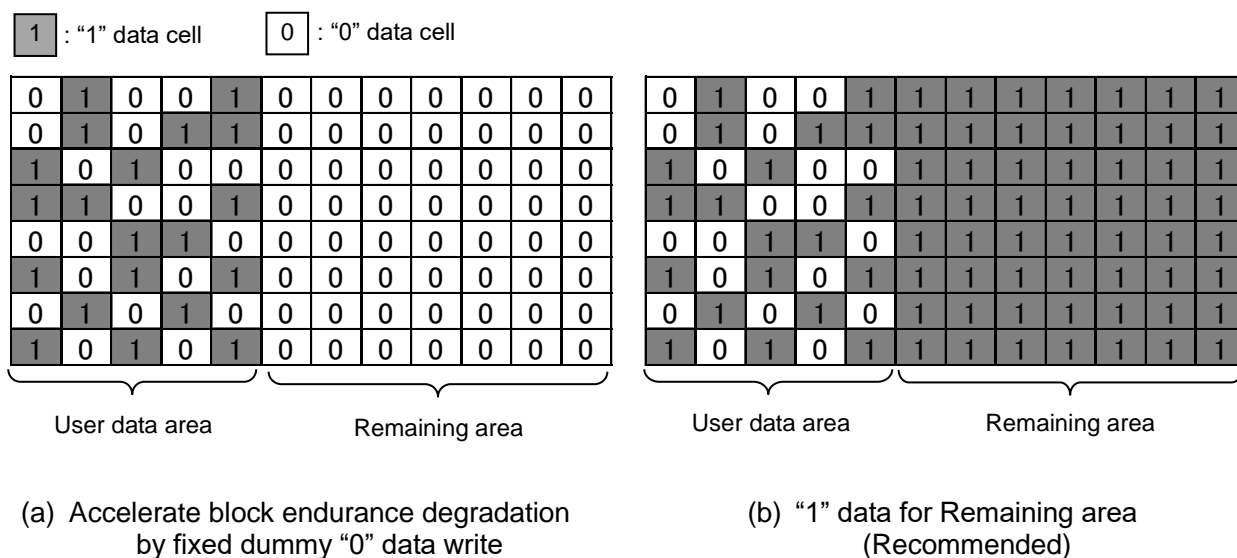 1 : “1” data cell 0 : “0” data cell
0 1 0 0 1 0 0 0 0 0 0 0 0 1 0 0 1 1 1 1 1 1 1 1
0 1 0 1 1 0 0 0 0 0 0 0 0 1 0 1 1 1 1 1 1 1 1 1
1 0 1 0 0 0 0 0 0 0 0 0 1 0 1 0 0 1 1 1 1 1 1 1
1 1 0 0 1 0 0 0 0 0 0 0 1 1 0 0 1 1 1 1 1 1 1 1
0 0 1 1 0 0 0 0 0 0 0 0 0 0 1 1 0 1 1 1 1 1 1 1
1 0 1 0 1 0 0 0 0 0 0 0 1 0 1 0 1 1 1 1 1 1 1 1
0 1 0 1 0 0 0 0 0 0 0 0 0 1 0 1 0 1 1 1 1 1 1 1
1 0 1 0 1 0 0 0 0 0 0 0 1 0 1 0 1 1 1 1 1 1 1 1
User data area Remaining area User data area Remaining area
(a) Accelerate block endurance degradation
by fixed dummy “0” data write
(b) “1” data for Remaining area
(Recommended)